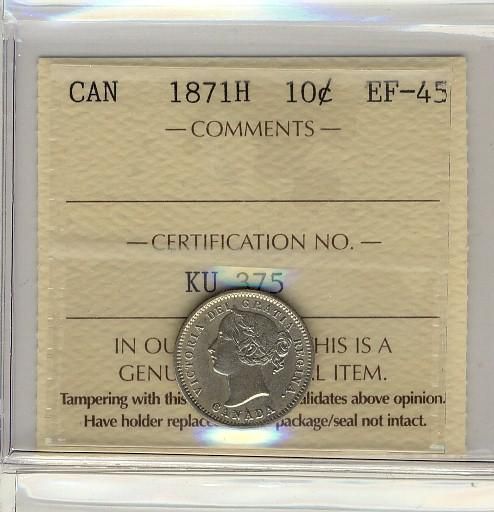 CAN 1871H 10¢ EF-45
— COMMENTS —
— CERTIFICATION NO. —
KU 375
IN OU HIS IS A
GENU L ITEM.
Tampering with this lidates above opinion.
Have holder replac package/seal not intact.
VICTORIA DEI GRATIA REGINA.
CANADA